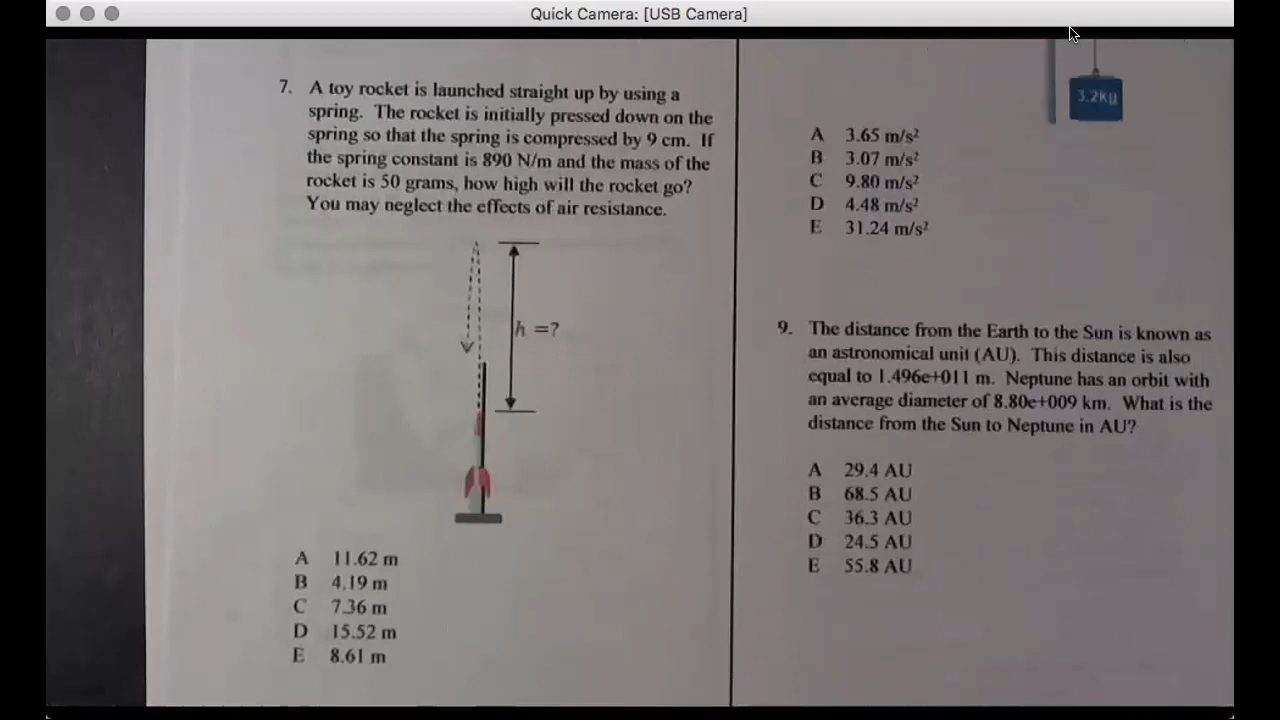 Quick Camera: [USB Camera]
7. A toy rocket is launched straight up by using a
spring. The rocket is initially pressed down on the
spring so that the spring is compressed by 9 cm. If
the spring constant is 890 N/m and the mass of the
rocket is 50 grams, how high will the rocket go?
You may neglect the effects of air resistance.
h =?
A 11.62 m
B 4.19 m
C 7.36 m
D 15.52 m
E 8.61 m
3.2kg
A 3.65 m/s²
B 3.07 m/s²
C 9.80 m/s²
D 4.48 m/s²
E 31.24 m/s²
9. The distance from the Earth to the Sun is known as
an astronomical unit (AU). This distance is also
equal to 1.496e+011 m. Neptune has an orbit with
an average diameter of 8.80e+009 km. What is the
distance from the Sun to Neptune in AU?
A 29.4 AU
B 68.5 AU
C 36.3 AU
D 24.5 AU
E 55.8 AU